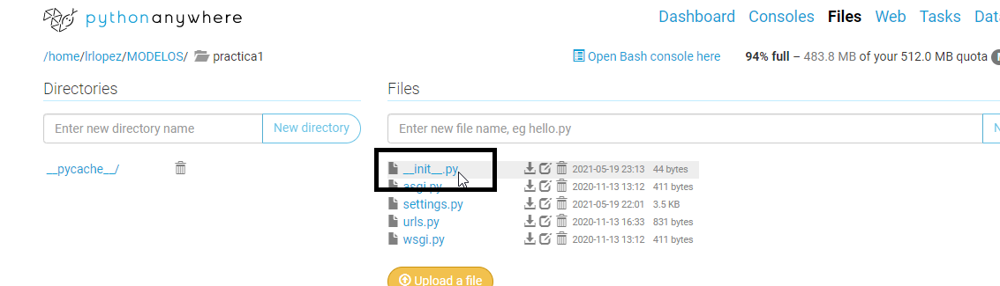 pythonanywhere
Dashboard Consoles Files Web Tasks
/home/lrlopez/MODELOS/ practica1
Open Bash console here 94% full – 483.8 MB of your 512.0 MB quota
Directories
Files
Enter new directory name New directory
Enter new file name, eg hello.py
__pycache__/
__init__.py 2021-05-19 23:13 44 bytes
asgi.py 2020-11-13 13:12 411 bytes
settings.py 2021-05-19 22:01 3.5 KB
urls.py 2020-11-13 16:33 831 bytes
wsgi.py 2020-11-13 13:12 411 bytes
Upload a file